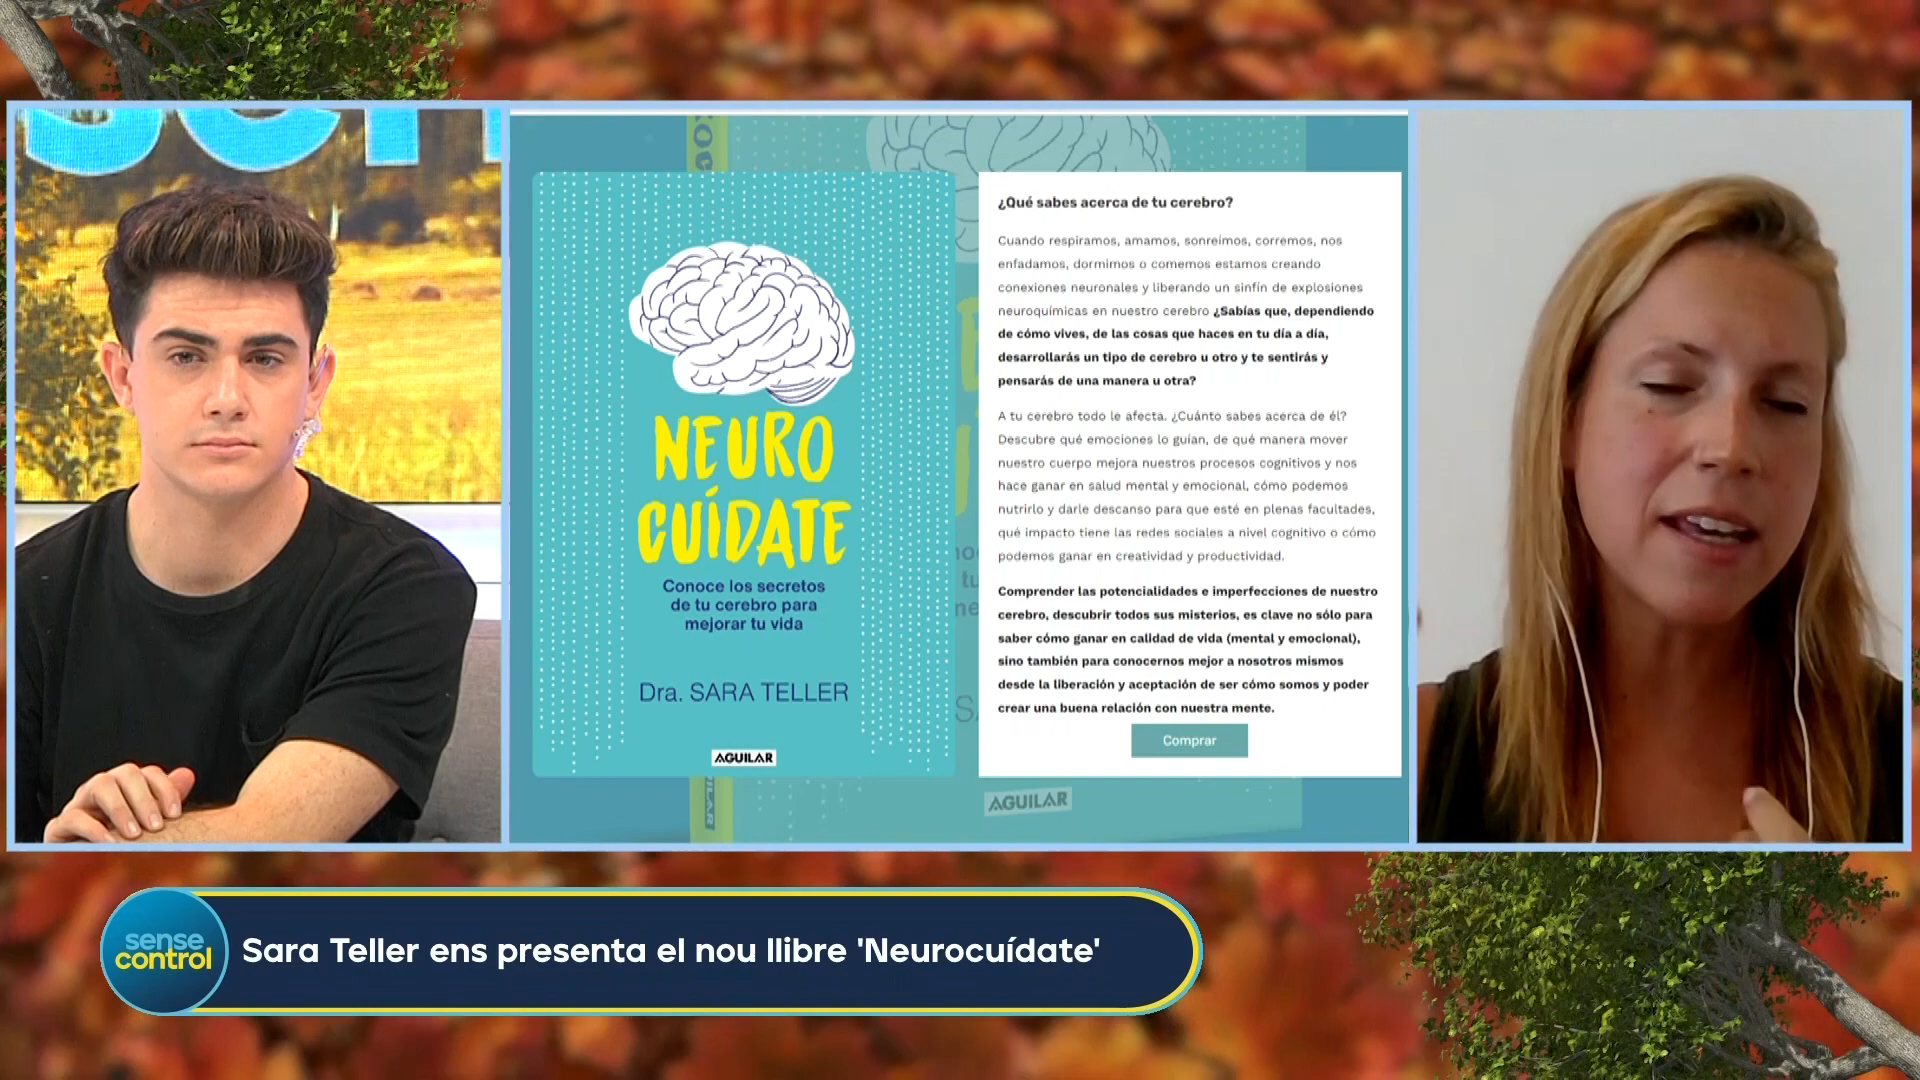 NEURO
CUÍDATE
Conoce los secretos
de tu cerebro para
mejorar tu vida
Dra. SARA TELLER
AGUILAR
¿Qué sabes acerca de tu cerebro?
Cuando respiramos, amamos, sonreímos, corremos, nos
enfadamos, dormimos o comemos estamos creando
conexiones neuronales y liberando un sinfín de explosiones
neuroquímicas en nuestro cerebro ¿Sabías que, dependiendo
de cómo vives, de las cosas que haces en tu día a día,
desarrollarás un tipo de cerebro u otro y te sentirás y
pensarás de una manera u otra?
A tu cerebro todo le afecta. ¿Cuánto sabes acerca de él?
Descubre qué emociones lo guían, de qué manera mover
nuestro cuerpo mejora nuestros procesos cognitivos y nos
hace ganar en salud mental y emocional, cómo podemos
nutrirlo y darle descanso para que esté en plenas facultades,
qué impacto tiene las redes sociales a nivel cognitivo o cómo
podemos ganar en creatividad y productividad.
Comprender las potencialidades e imperfecciones de nuestro
cerebro, descubrir todos sus misterios, es clave no sólo para
saber cómo ganar en calidad de vida (mental y emocional),
sino también para conocernos mejor a nosotros mismos
desde la liberación y aceptación de ser cómo somos y poder
crear una buena relación con nuestra mente.
Comprar
AGUILAR
sense
control
Sara Teller ens presenta el nou llibre 'Neurocuídate'